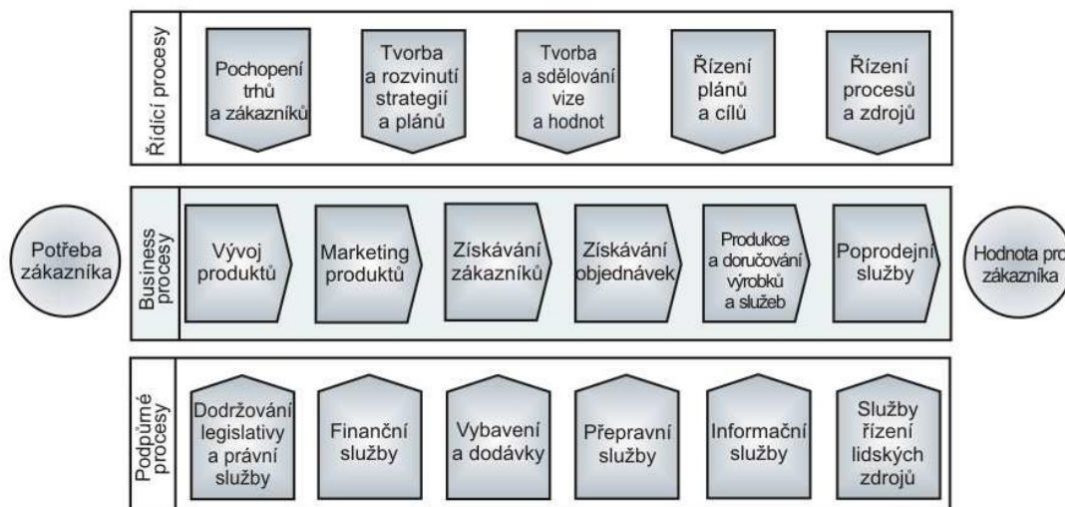 Řídící procesy
Pochopení
trhů
a zákazníků
Tvorba
a rozvinutí
strategií
a plánů
Tvorba
a sdělování
vize
a hodnot
Řízení
plánů
a cílů
Řízení
procesů
a zdrojů
Potřeba
zákazníka
Business
procesy
Vývoj
produktů
Marketing
produktů
Získávání
zákazníků
Získávání
objednávek
Produkce
a doručování
výrobků
a služeb
Poprodejní
služby
Hodnota pro
zákazníka
Podpůrné
procesy
Dodržování
legislativy
a právní
služby
Finanční
služby
Vybavení
a dodávky
Přepravní
služby
Informační
služby
Služby
řízení
lidských
zdrojů